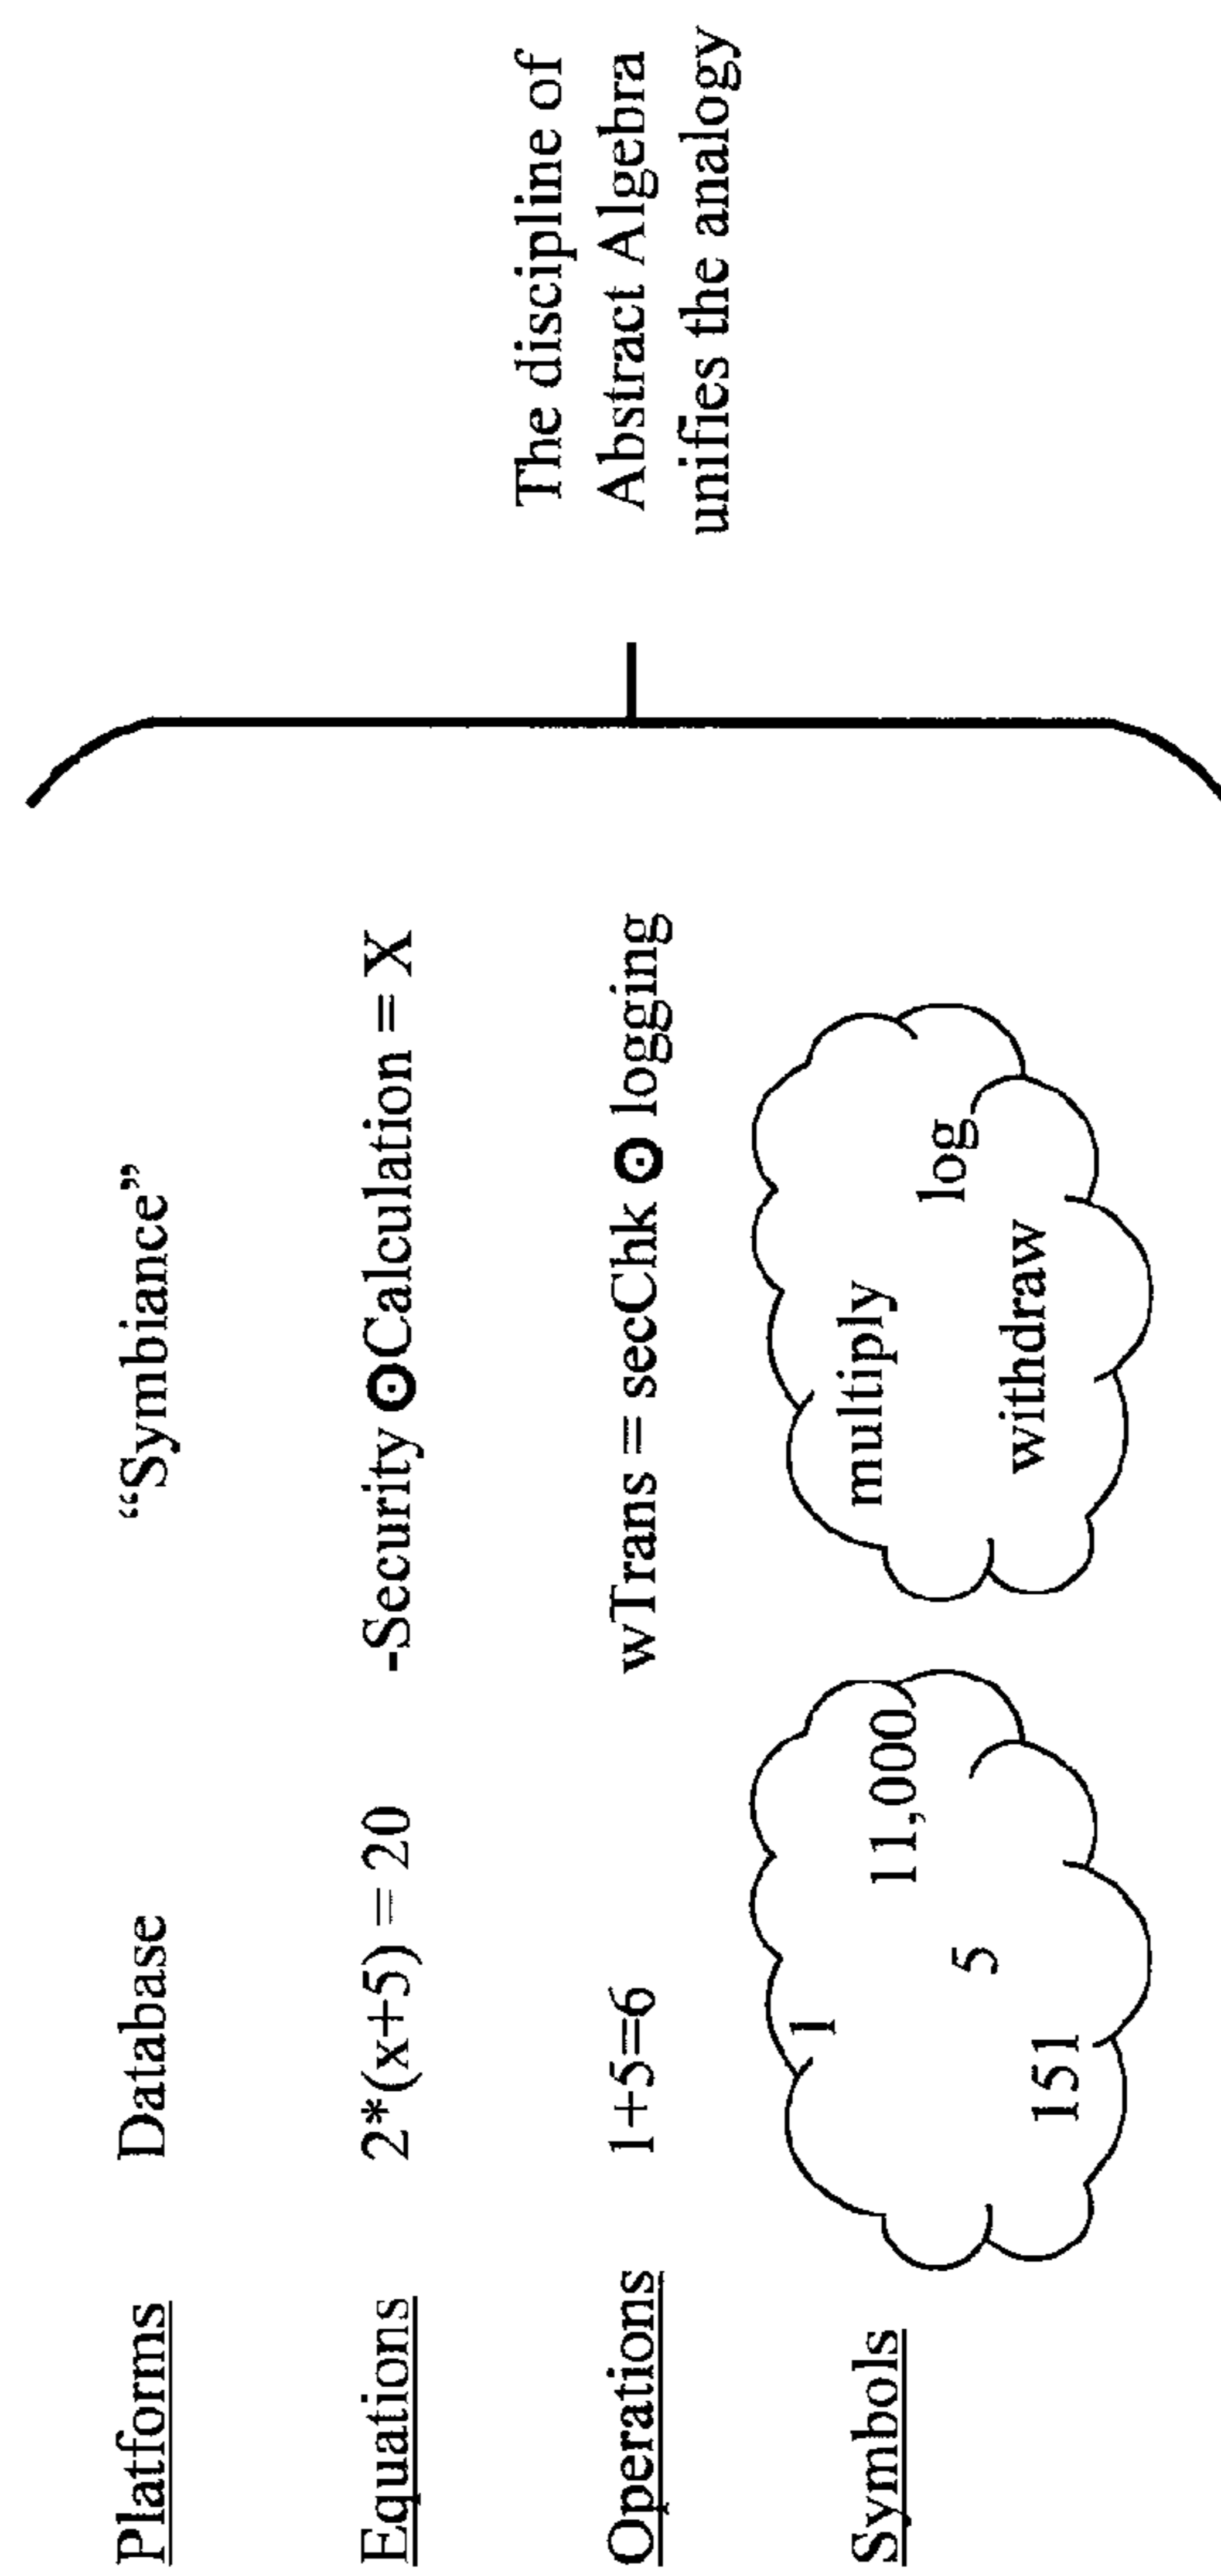 Platforms Database “Symbiance”
Equations 2*(x+5) = 20 -Security ⊙Calculation = X
Operations 1+5=6 wTrans = secChk ⊙ logging
Symbols
1
11,000
5
151
multiply
log
withdraw
The discipline of
Abstract Algebra
unifies the analogy